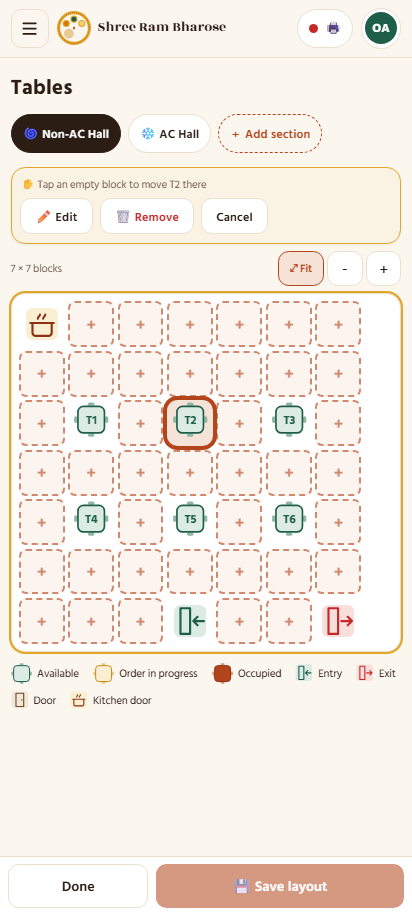 Shree Ram Bharose
OA
Tables
Non-AC Hall
AC Hall
+ Add section
Tap an empty block to move T2 there
Edit
Remove
Cancel
7 × 7 blocks
Fit
-
+
+ + + + + +
+ + + + + + +
+ T1 + T2 + T3 +
+ + + + + + +
+ T4 + T5 + T6 +
+ + + + + + +
+ + + + +
Available
Order in progress
Occupied
Entry
Exit
Door
Kitchen door
Done
Save layout